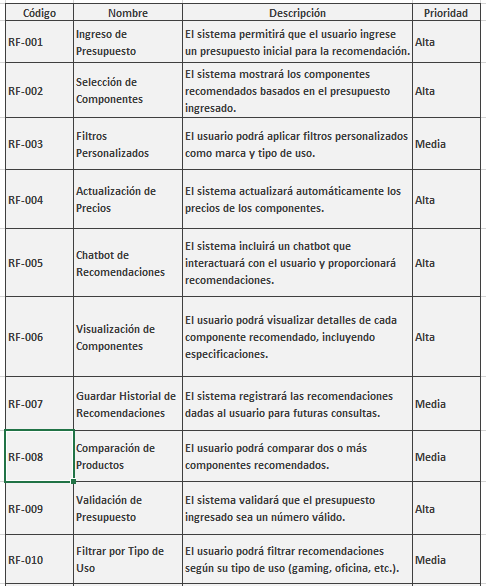 Código Nombre Descripción Prioridad
RF-001 Ingreso de Presupuesto El sistema permitirá que el usuario ingrese un presupuesto inicial para la recomendación. Alta
RF-002 Selección de Componentes El sistema mostrará los componentes recomendados basados en el presupuesto ingresado. Alta
RF-003 Filtros Personalizados El usuario podrá aplicar filtros personalizados como marca y tipo de uso. Media
RF-004 Actualización de Precios El sistema actualizará automáticamente los precios de los componentes. Alta
RF-005 Chatbot de Recomendaciones El sistema incluirá un chatbot que interactuará con el usuario y proporcionará recomendaciones. Alta
RF-006 Visualización de Componentes El usuario podrá visualizar detalles de cada componente recomendado, incluyendo especificaciones. Alta
RF-007 Guardar Historial de Recomendaciones El sistema registrará las recomendaciones dadas al usuario para futuras consultas. Media
RF-008 Comparación de Productos El usuario podrá comparar dos o más componentes recomendados. Media
RF-009 Validación de Presupuesto El sistema validará que el presupuesto ingresado sea un número válido. Alta
RF-010 Filtrar por Tipo de Uso El usuario podrá filtrar recomendaciones según su tipo de uso (gaming, oficina, etc.). Media